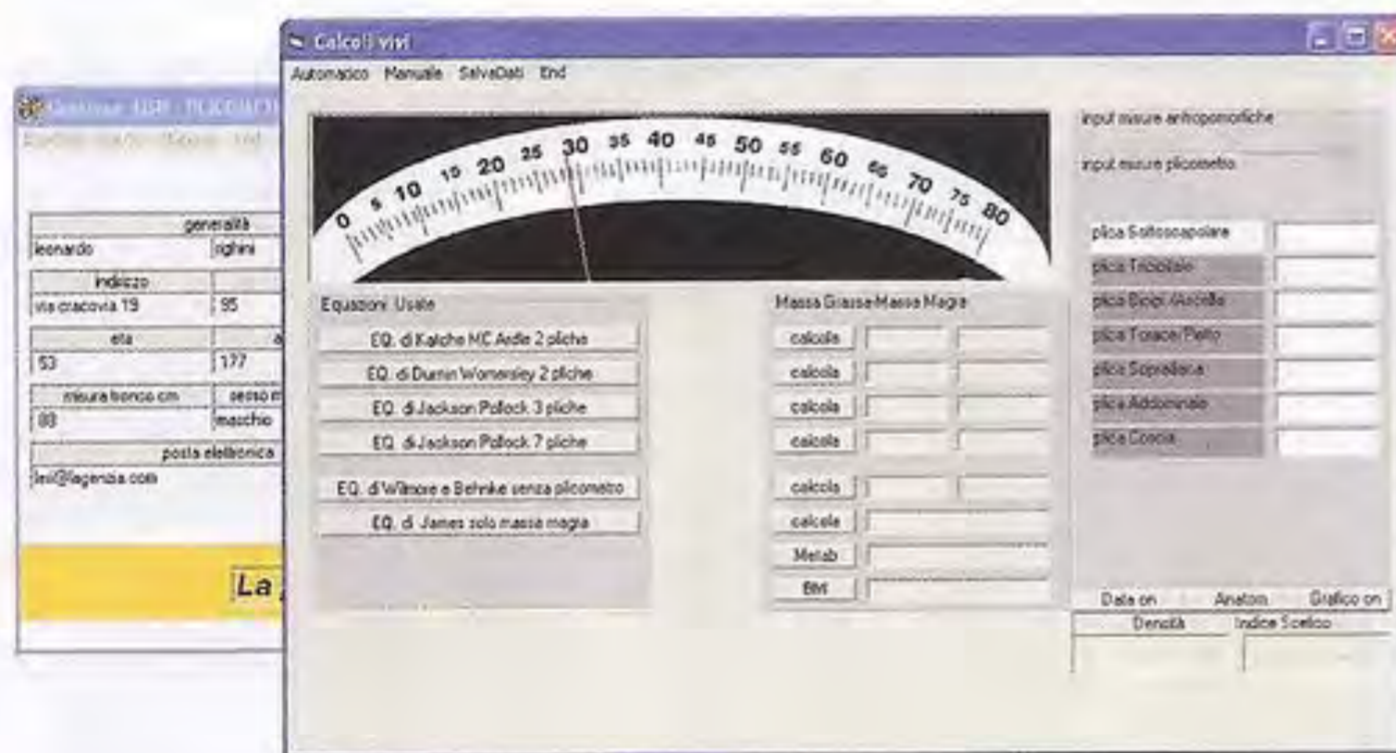 Calcoli vivi
Automatico Manuale SalvaDati End
0 5 10 15 20 25 30 35 40 45 50 55 60 65 70 75 80
Equazioni Usate
EQ. di Katche MC Ardle 2 pliche
EQ. di Durnin Womersley 2 pliche
EQ. di Jackson Pollock 3 pliche
EQ. di Jackson Pollock 7 pliche
EQ. di Wilmore e Behnke senza plicometro
EQ. di James solo massa magra
Massa Grassa-Massa Magra
calcola
calcola
calcola
calcola
calcola
calcola
Metab
BMI
input misure antropomorfiche
input misure plicometro
plica Sottoscapolare
plica Tricipitale
plica Bicipi /Ascella
plica Torace/Petto
plica Soprailiaca
plica Addominale
plica Coscia
Data on Anatom Grafico on
Densità Indice Scelico
End
generalità
leonardo righini
indirizzo
via cracovia 19 95
eta a
53 177
misura bonco cm sesso m
88 maschio
posta elettronica
La